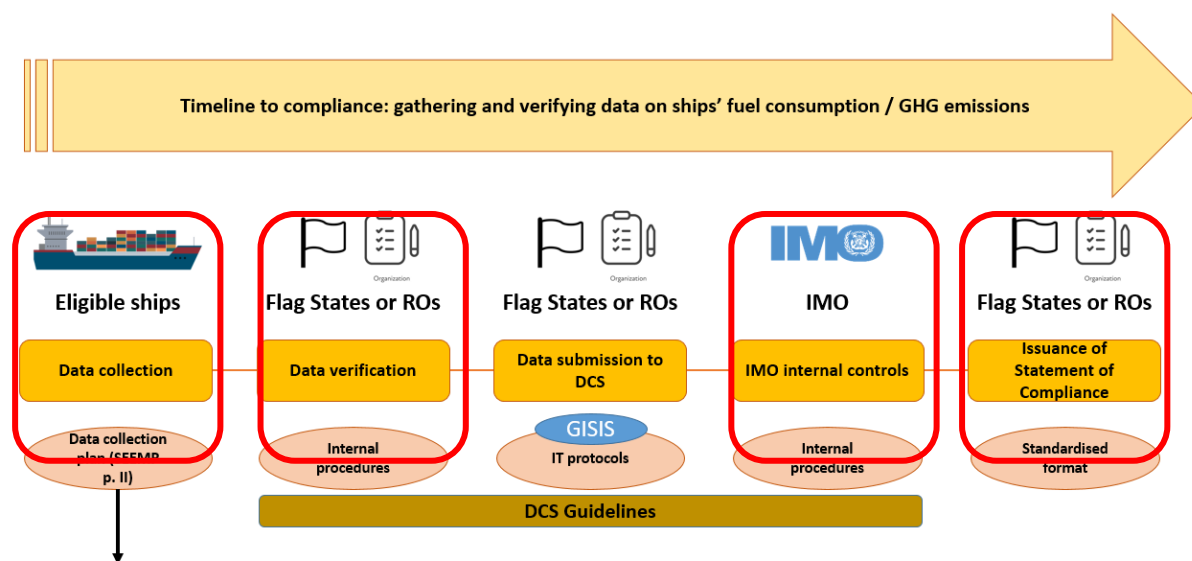 Timeline to compliance: gathering and verifying data on ships' fuel consumption / GHG emissions
Organization
Organization
IMO
Organization
Eligible ships
Flag States or ROs
Flag States or ROs
IMO
Flag States or ROs
Data collection
Data verification
Data submission to
DCS
IMO internal controls
Issuance of
Statement of
Compliance
Data collection
plan (SEEMP
p. II)
Internal
procedures
GISIS
IT protocols
Internal
procedures
Standardised
format
DCS Guidelines